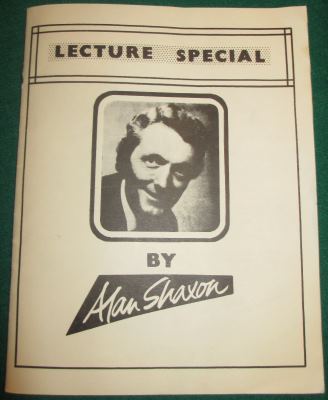 LECTURE SPECIAL
BY
Alan Shaxon